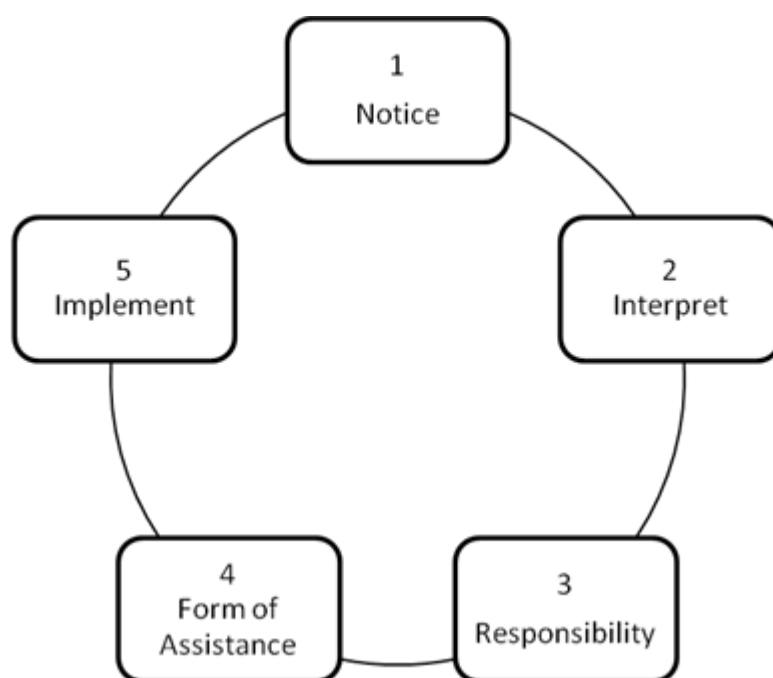 1
Notice
2
Interpret
3
Responsibility
4
Form of
Assistance
5
Implement